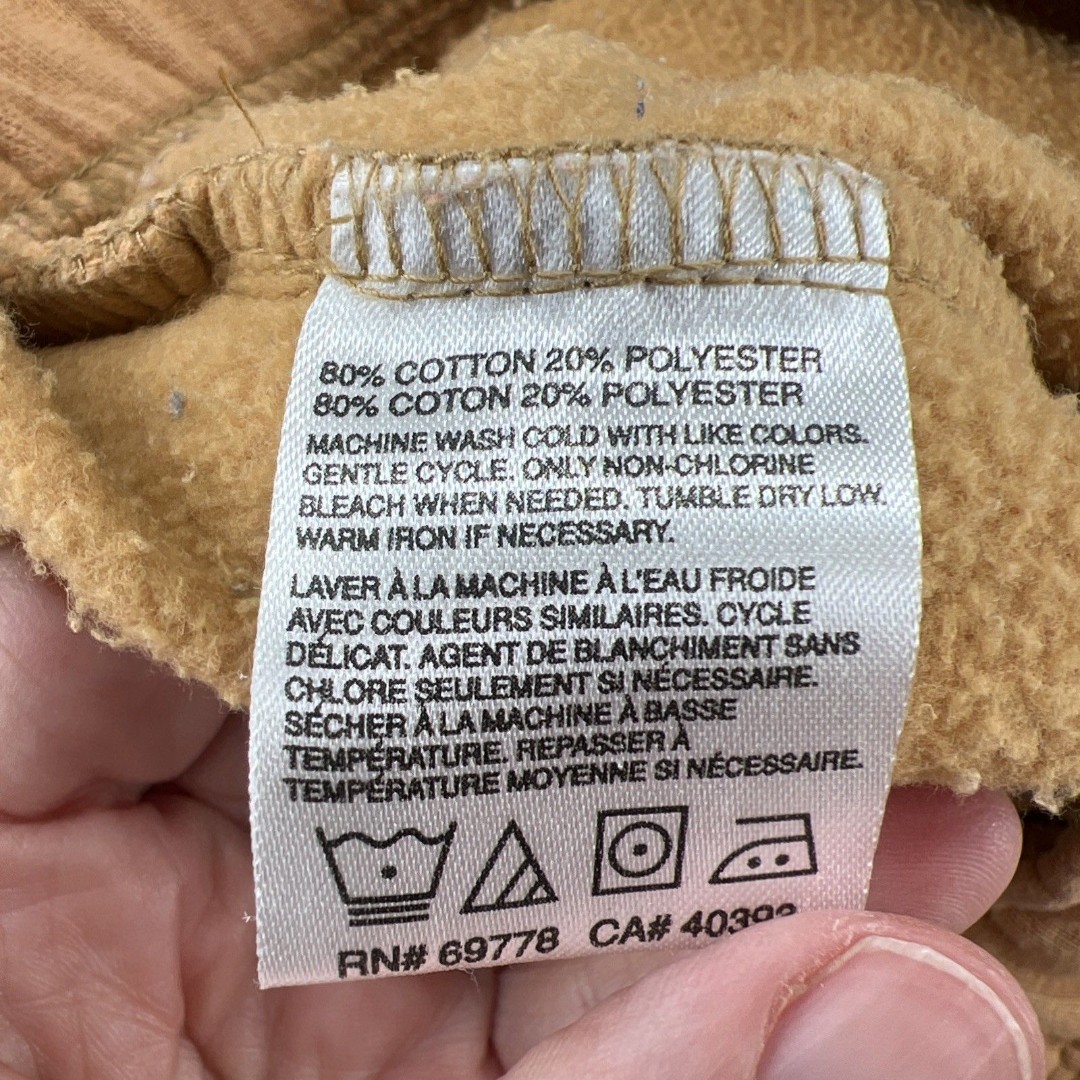 80% COTTON 20% POLYESTER
80% COTON 20% POLYESTER
MACHINE WASH COLD WITH LIKE COLORS.
GENTLE CYCLE. ONLY NON-CHLORINE
BLEACH WHEN NEEDED. TUMBLE DRY LOW.
WARM IRON IF NECESSARY.
LAVER À LA MACHINE À L'EAU FROIDE
AVEC COULEURS SIMILAIRES. CYCLE
DÉLICAT. AGENT DE BLANCHIMENT SANS
CHLORE SEULEMENT SI NÉCESSAIRE.
SÉCHER À LA MACHINE À BASSE
TEMPÉRATURE. REPASSER À
TEMPÉRATURE MOYENNE SI NÉCESSAIRE.
RN# 69778 CA#